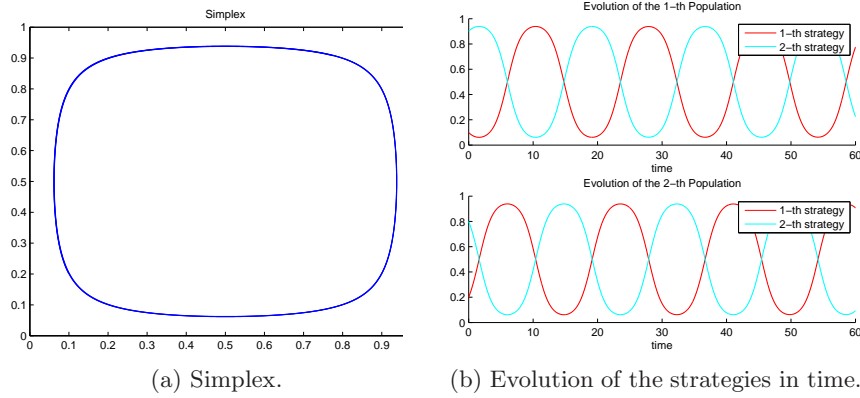 Simplex
1
0.9
0.8
0.7
0.6
0.5
0.4
0.3
0.2
0.1
0
0 0.1 0.2 0.3 0.4 0.5 0.6 0.7 0.8 0.9
(a) Simplex.
Evolution of the 1−th Population
1
0.8
0.6
0.4
0.2
0
1−th strategy
2−th strategy
0 10 20 30 40 50 60
time
Evolution of the 2−th Population
1
0.8
0.6
0.4
0.2
0
1−th strategy
2−th strategy
0 10 20 30 40 50 60
time
(b) Evolution of the strategies in time.